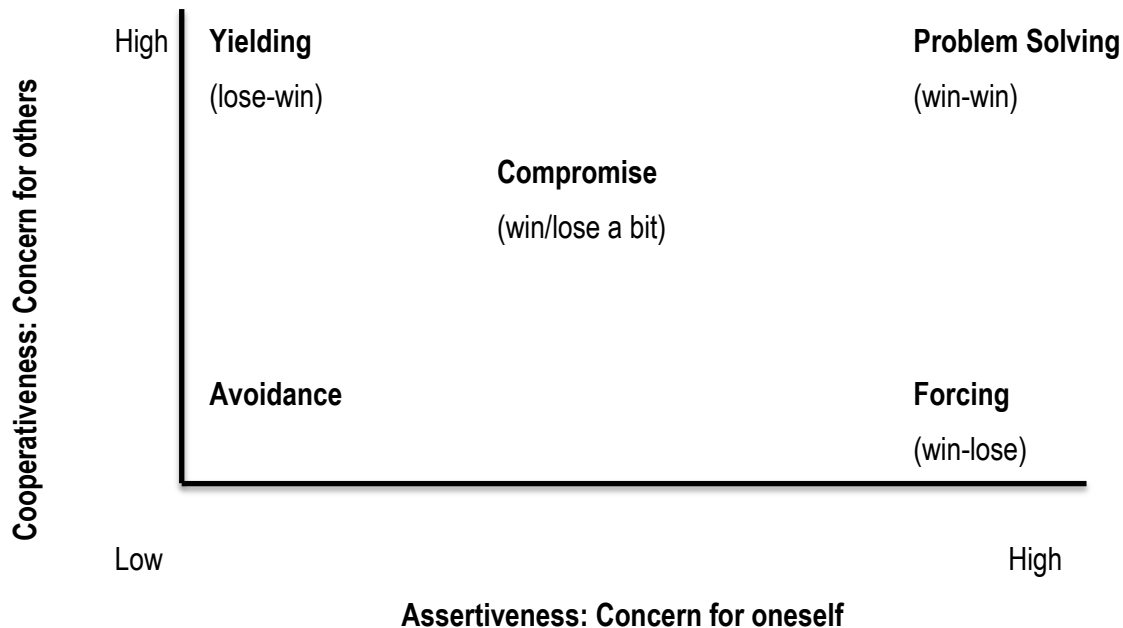 High
Yielding
(lose-win)
Problem Solving
(win-win)
Compromise
(win/lose a bit)
Cooperativeness: Concern for others
Avoidance
Forcing
(win-lose)
Low
High
Assertiveness: Concern for oneself